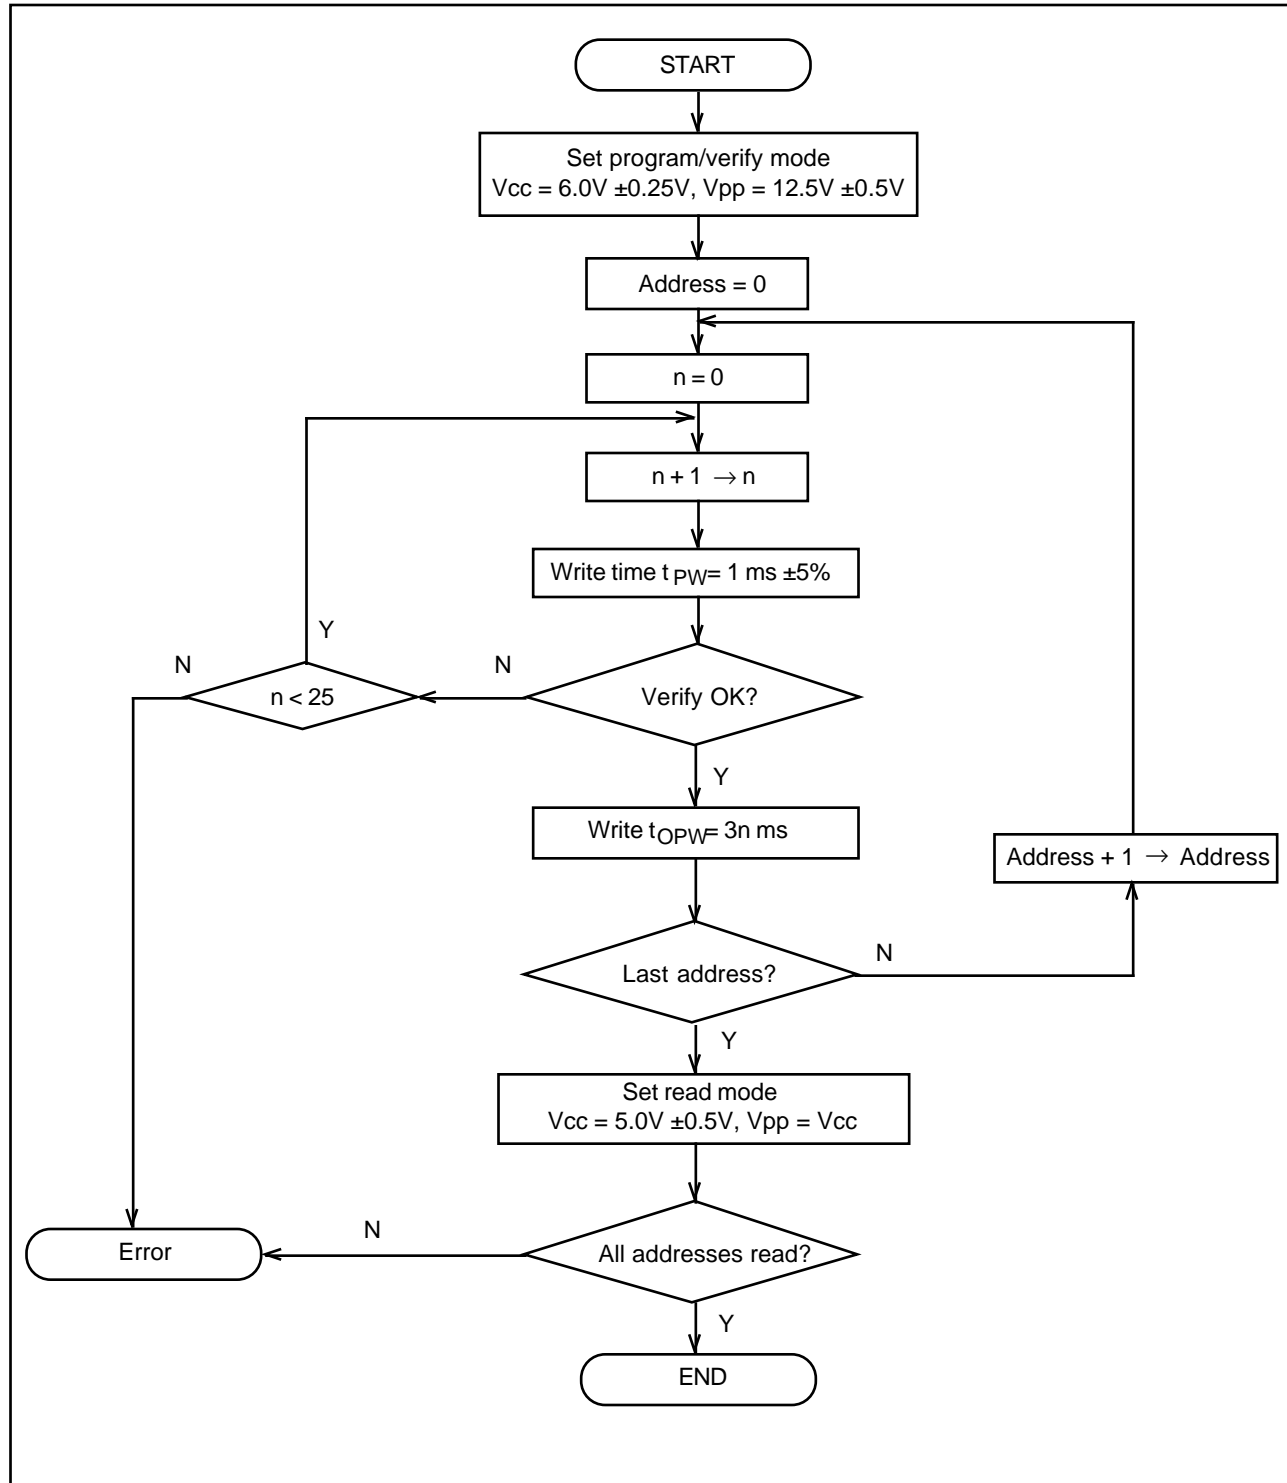 START
Set program/verify mode
Vcc = 6.0V ±0.25V, Vpp = 12.5V ±0.5V
Address = 0
n = 0
n + 1 → n
Write time tPW= 1 ms ±5%
Y
N
n < 25
N
Verify OK?
Y
Write tOPW= 3n ms
Address + 1 → Address
N
Last address?
Y
Set read mode
Vcc = 5.0V ±0.5V, Vpp = Vcc
Error
N
All addresses read?
Y
END